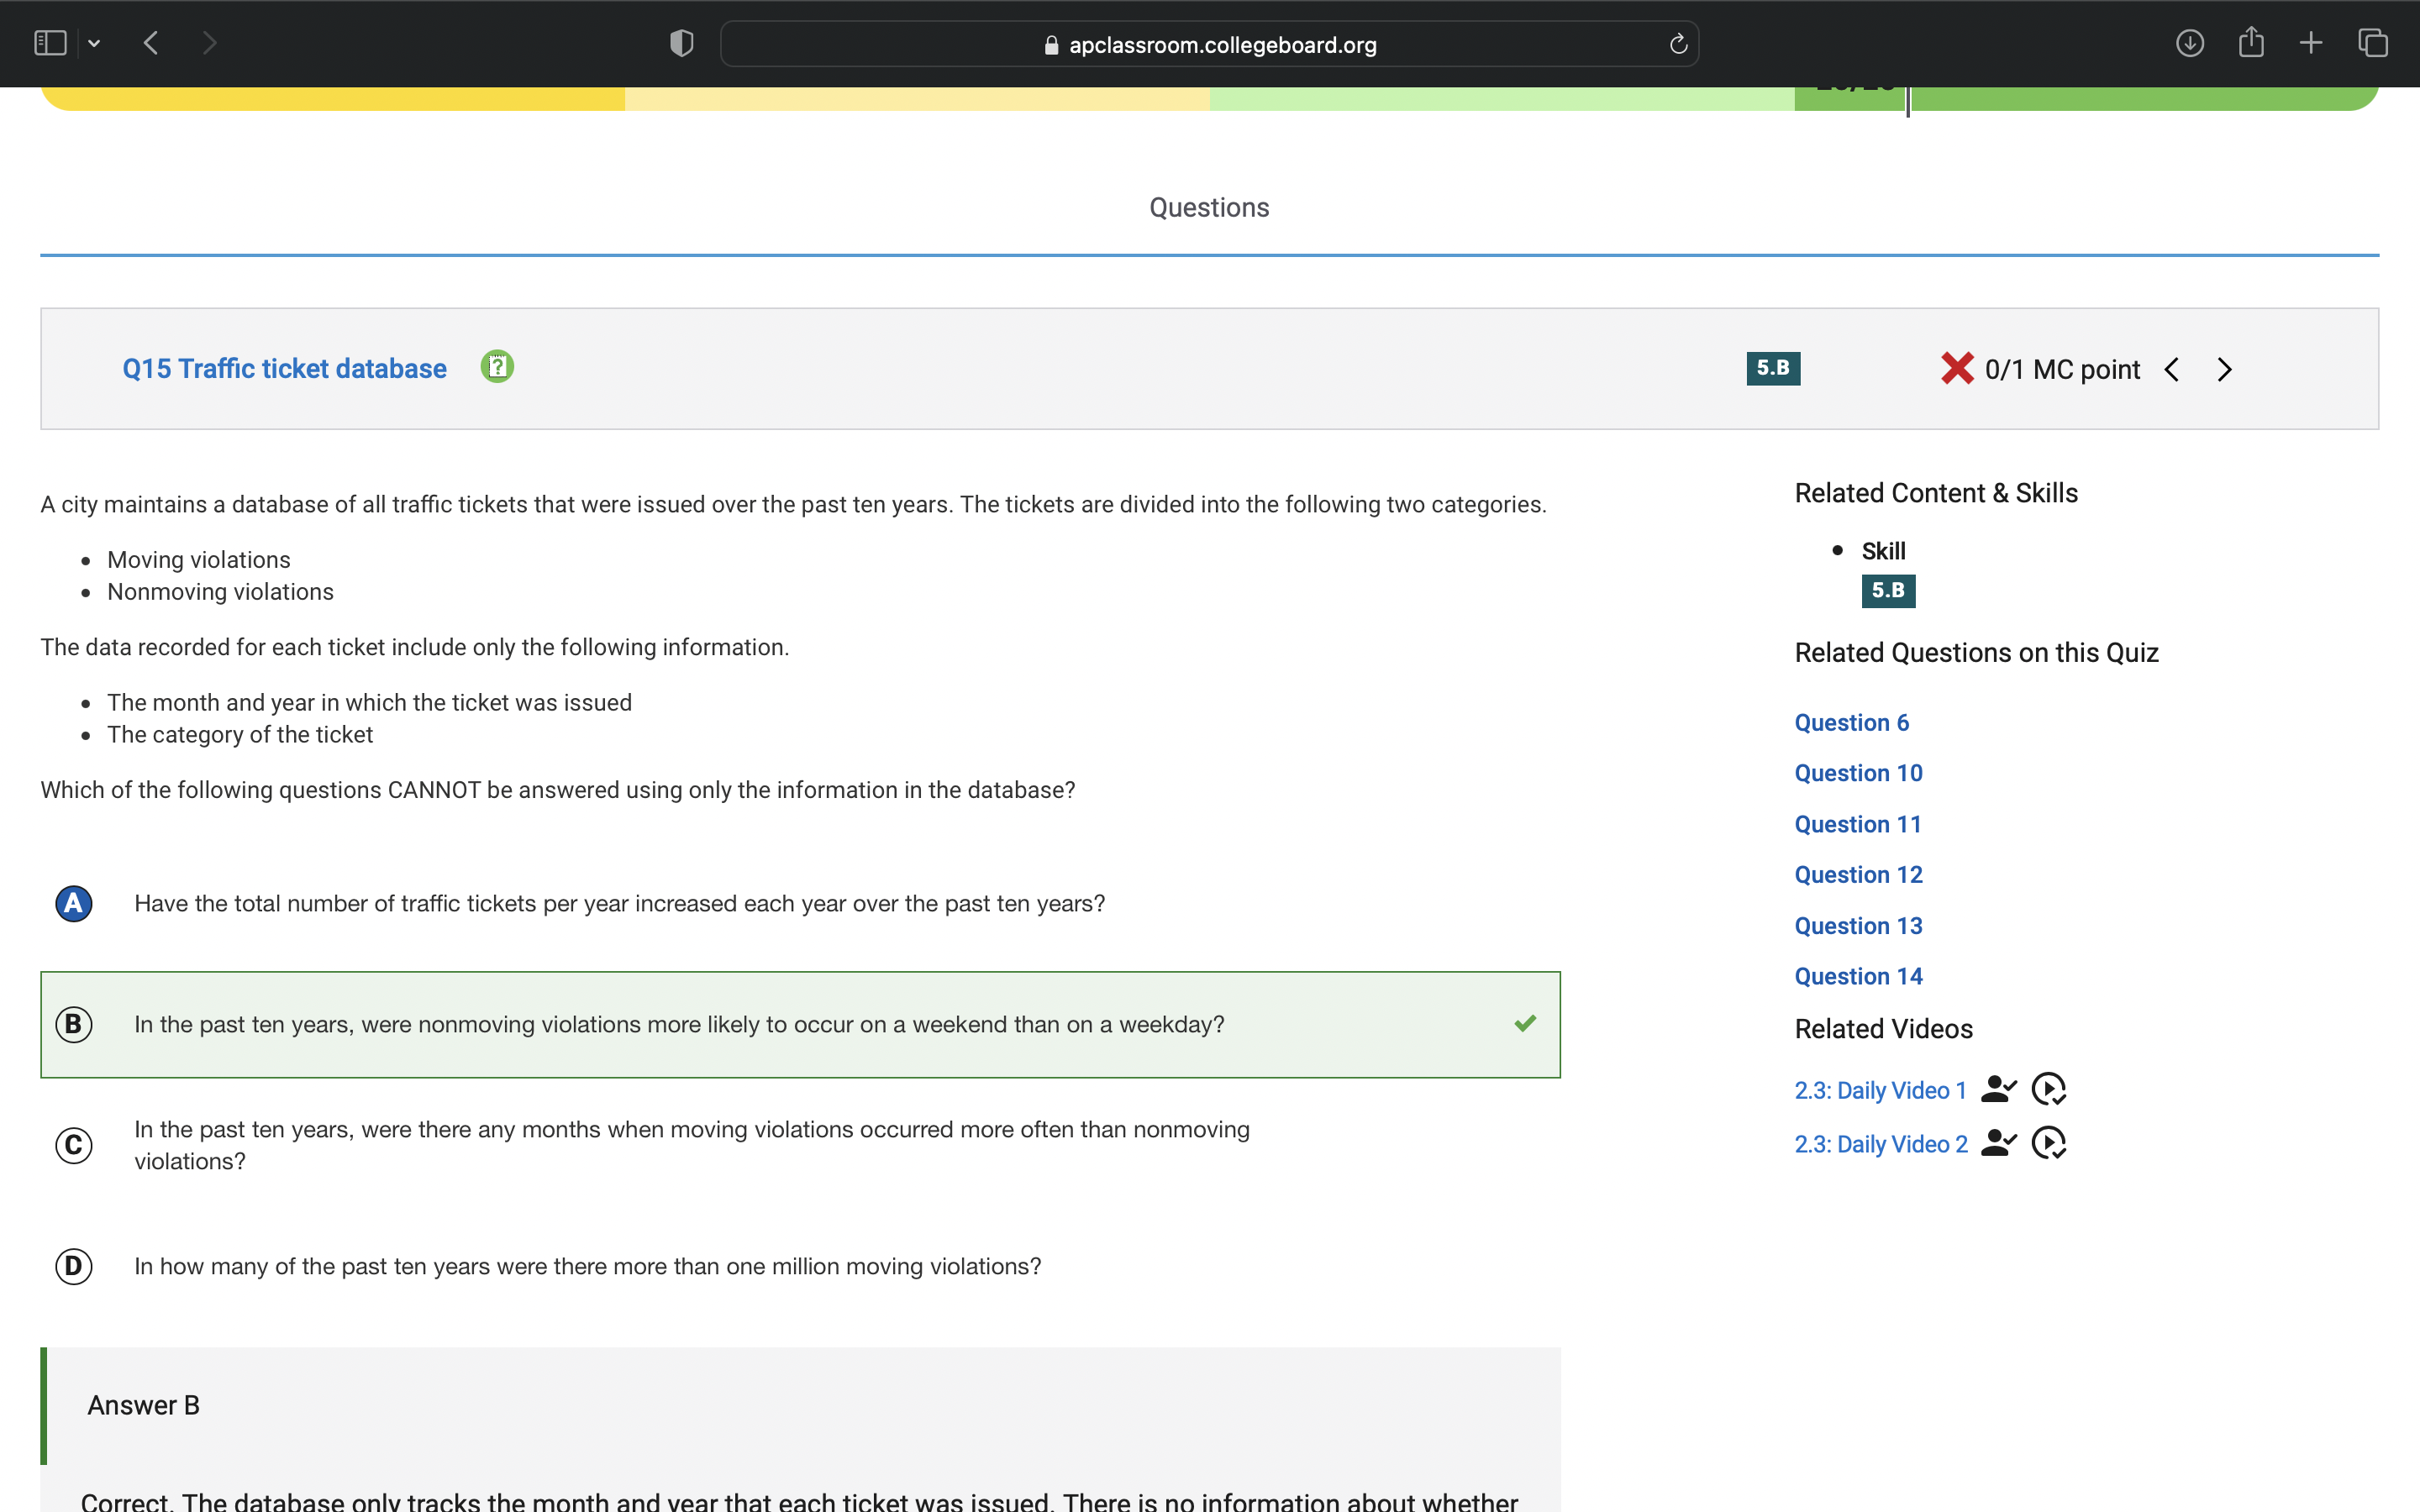 apclassroom.collegeboard.org
Questions
Q15 Traffic ticket database
?
5.B
0/1 MC point
A city maintains a database of all traffic tickets that were issued over the past ten years. The tickets are divided into the following two categories.
• Moving violations
• Nonmoving violations
The data recorded for each ticket include only the following information.
• The month and year in which the ticket was issued
• The category of the ticket
Which of the following questions CANNOT be answered using only the information in the database?
A Have the total number of traffic tickets per year increased each year over the past ten years?
B In the past ten years, were nonmoving violations more likely to occur on a weekend than on a weekday?
C In the past ten years, were there any months when moving violations occurred more often than nonmoving
violations?
D In how many of the past ten years were there more than one million moving violations?
Answer B
Correct. The database only tracks the month and year that each ticket was issued. There is no information about whether
Related Content & Skills
• Skill
5.B
Related Questions on this Quiz
Question 6
Question 10
Question 11
Question 12
Question 13
Question 14
Related Videos
2.3: Daily Video 1
2.3: Daily Video 2